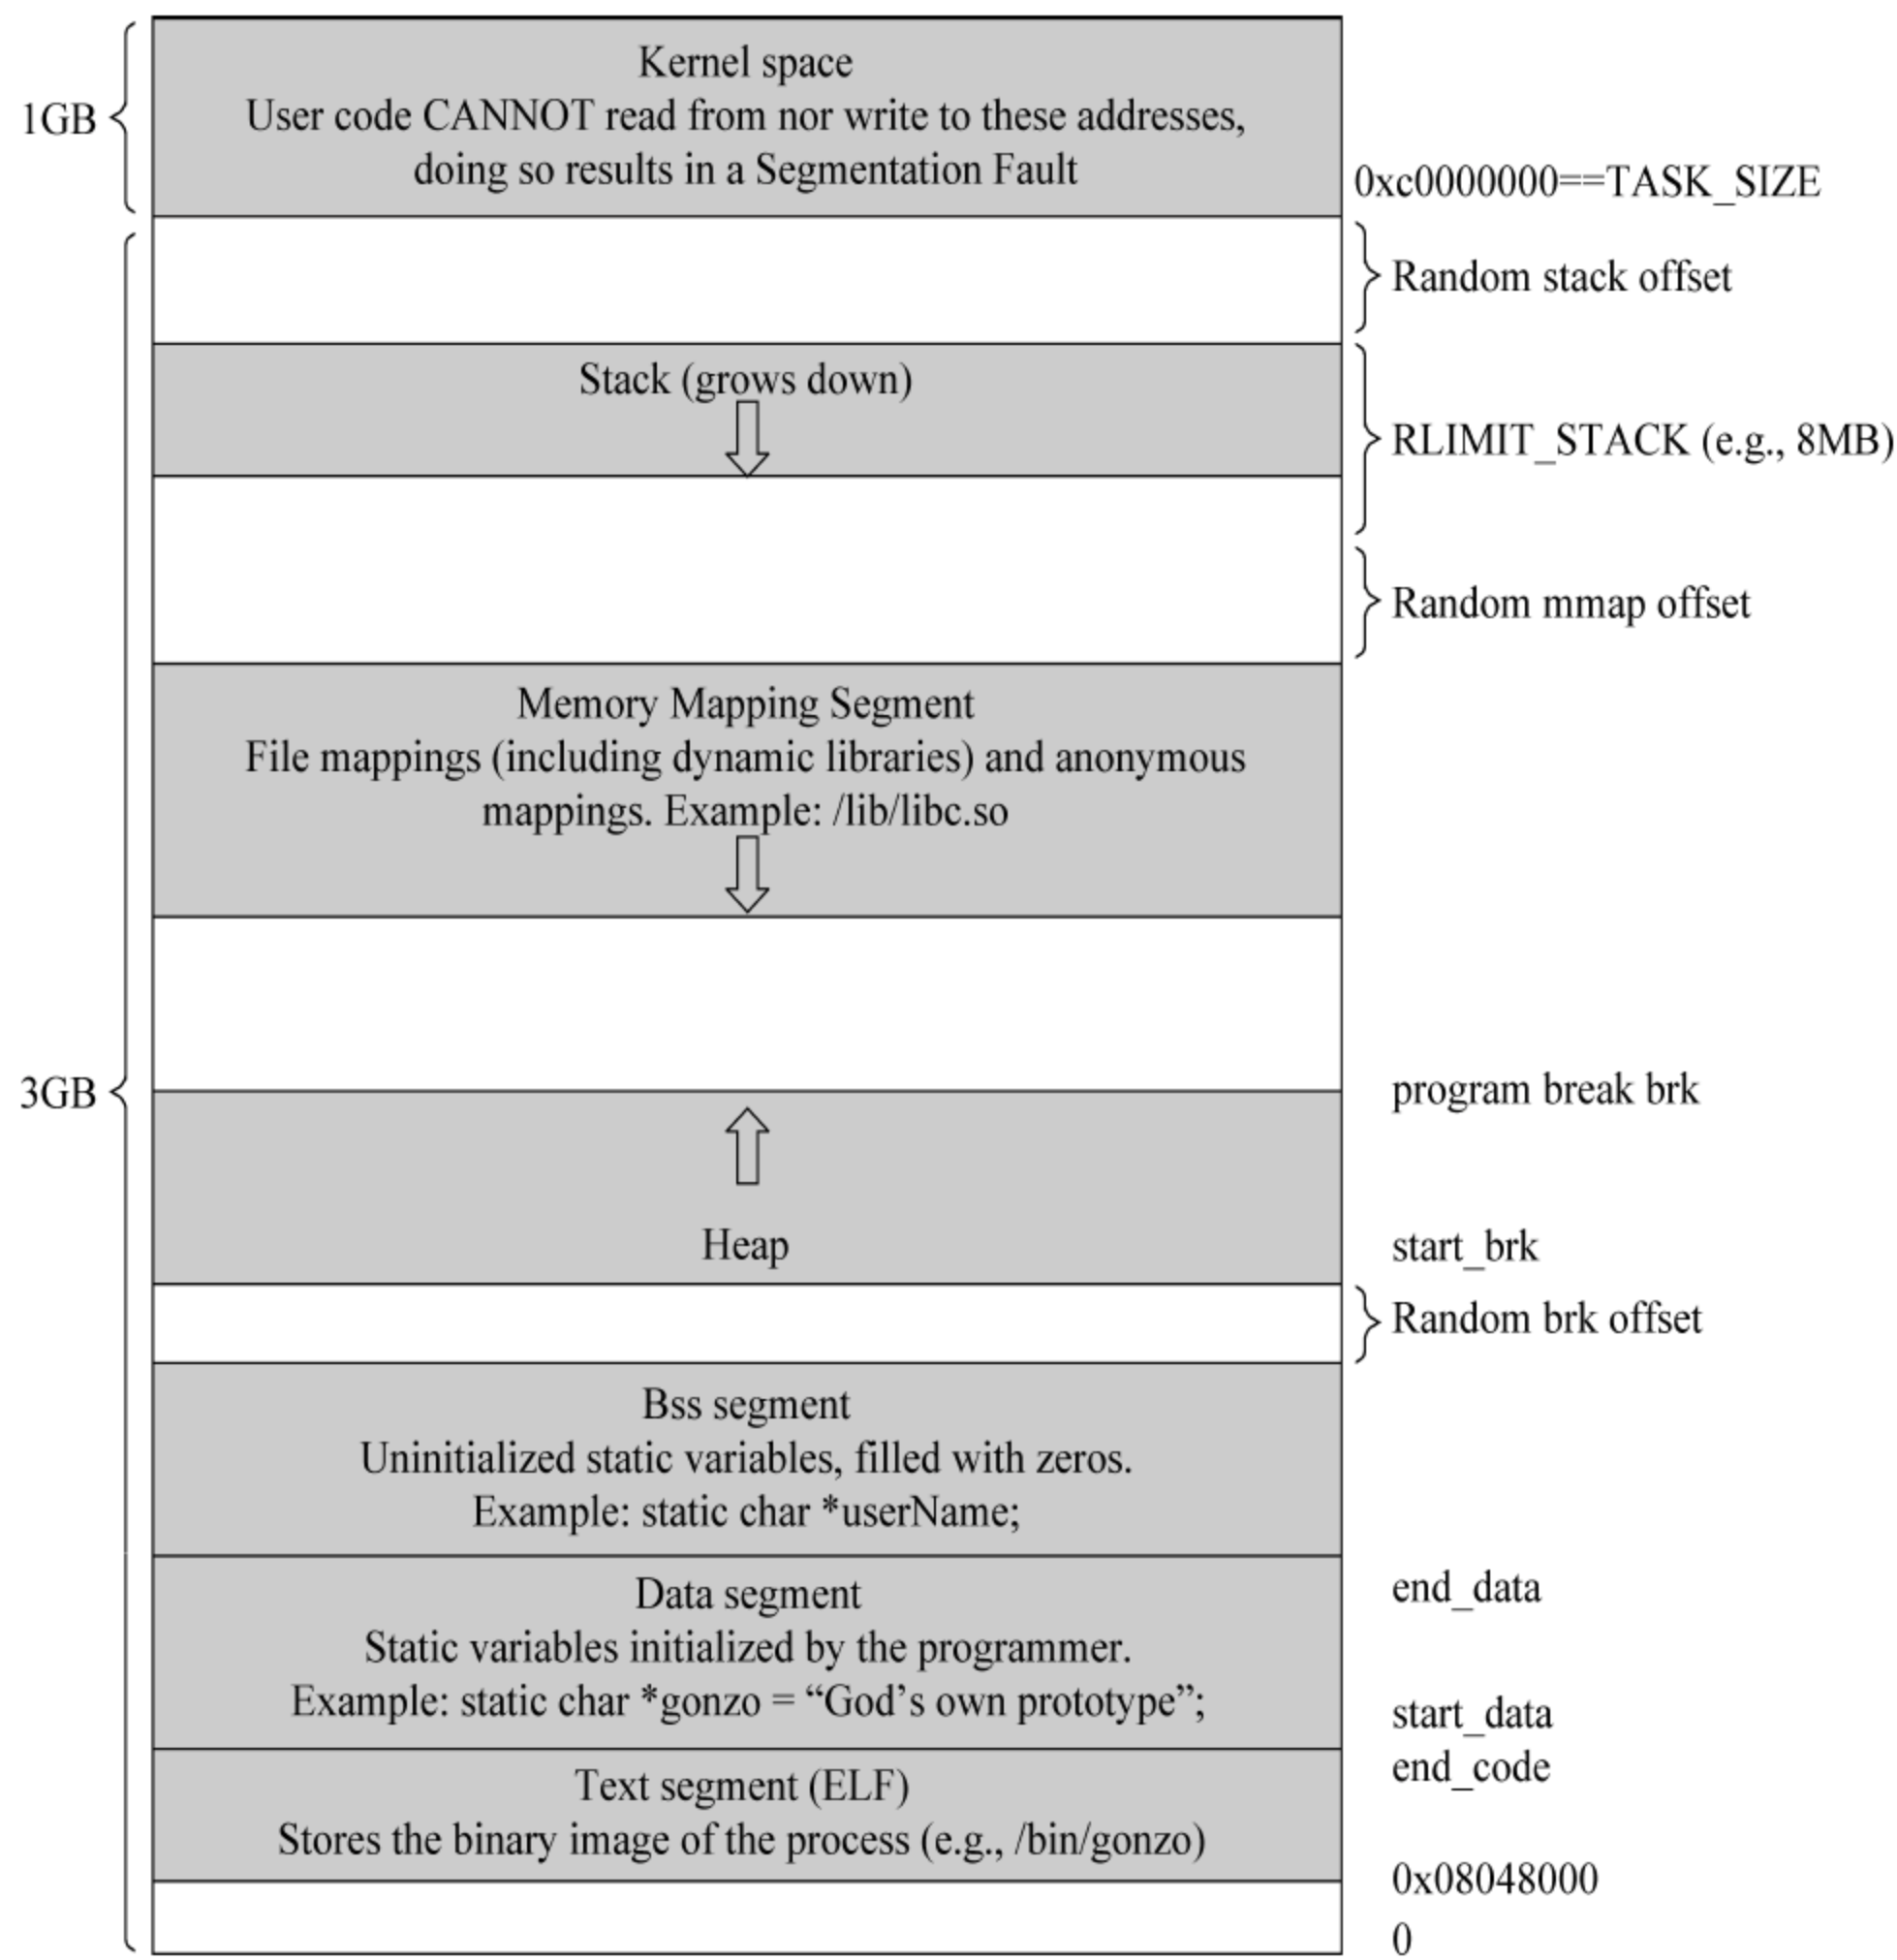 1GB
Kernel space
User code CANNOT read from nor write to these addresses,
doing so results in a Segmentation Fault
0xc0000000==TASK_SIZE
Random stack offset
Stack (grows down)
RLIMIT_STACK (e.g., 8MB)
Random mmap offset
Memory Mapping Segment
File mappings (including dynamic libraries) and anonymous
mappings. Example: /lib/libc.so
3GB
program break brk
Heap
start_brk
Random brk offset
Bss segment
Uninitialized static variables, filled with zeros.
Example: static char *userName;
Data segment
end_data
Static variables initialized by the programmer.
Example: static char *gonzo = “God’s own prototype”;
start_data
end_code
Text segment (ELF)
Stores the binary image of the process (e.g., /bin/gonzo)
0x08048000
0